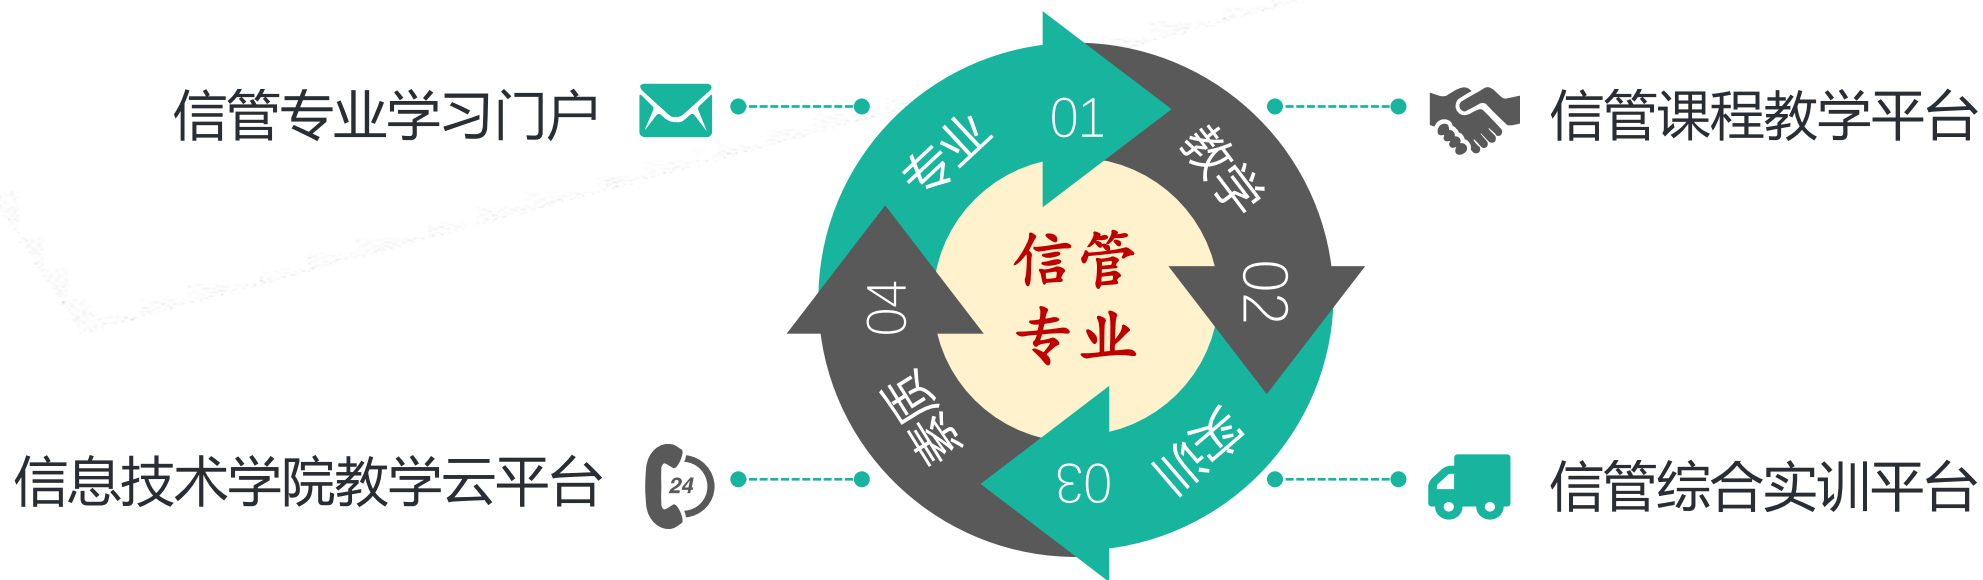 信管专业学习门户
信管课程教学平台
01
专业
教学
02
信管
专业
04
素质
实训
03
信息技术学院教学云平台
24
信管综合实训平台